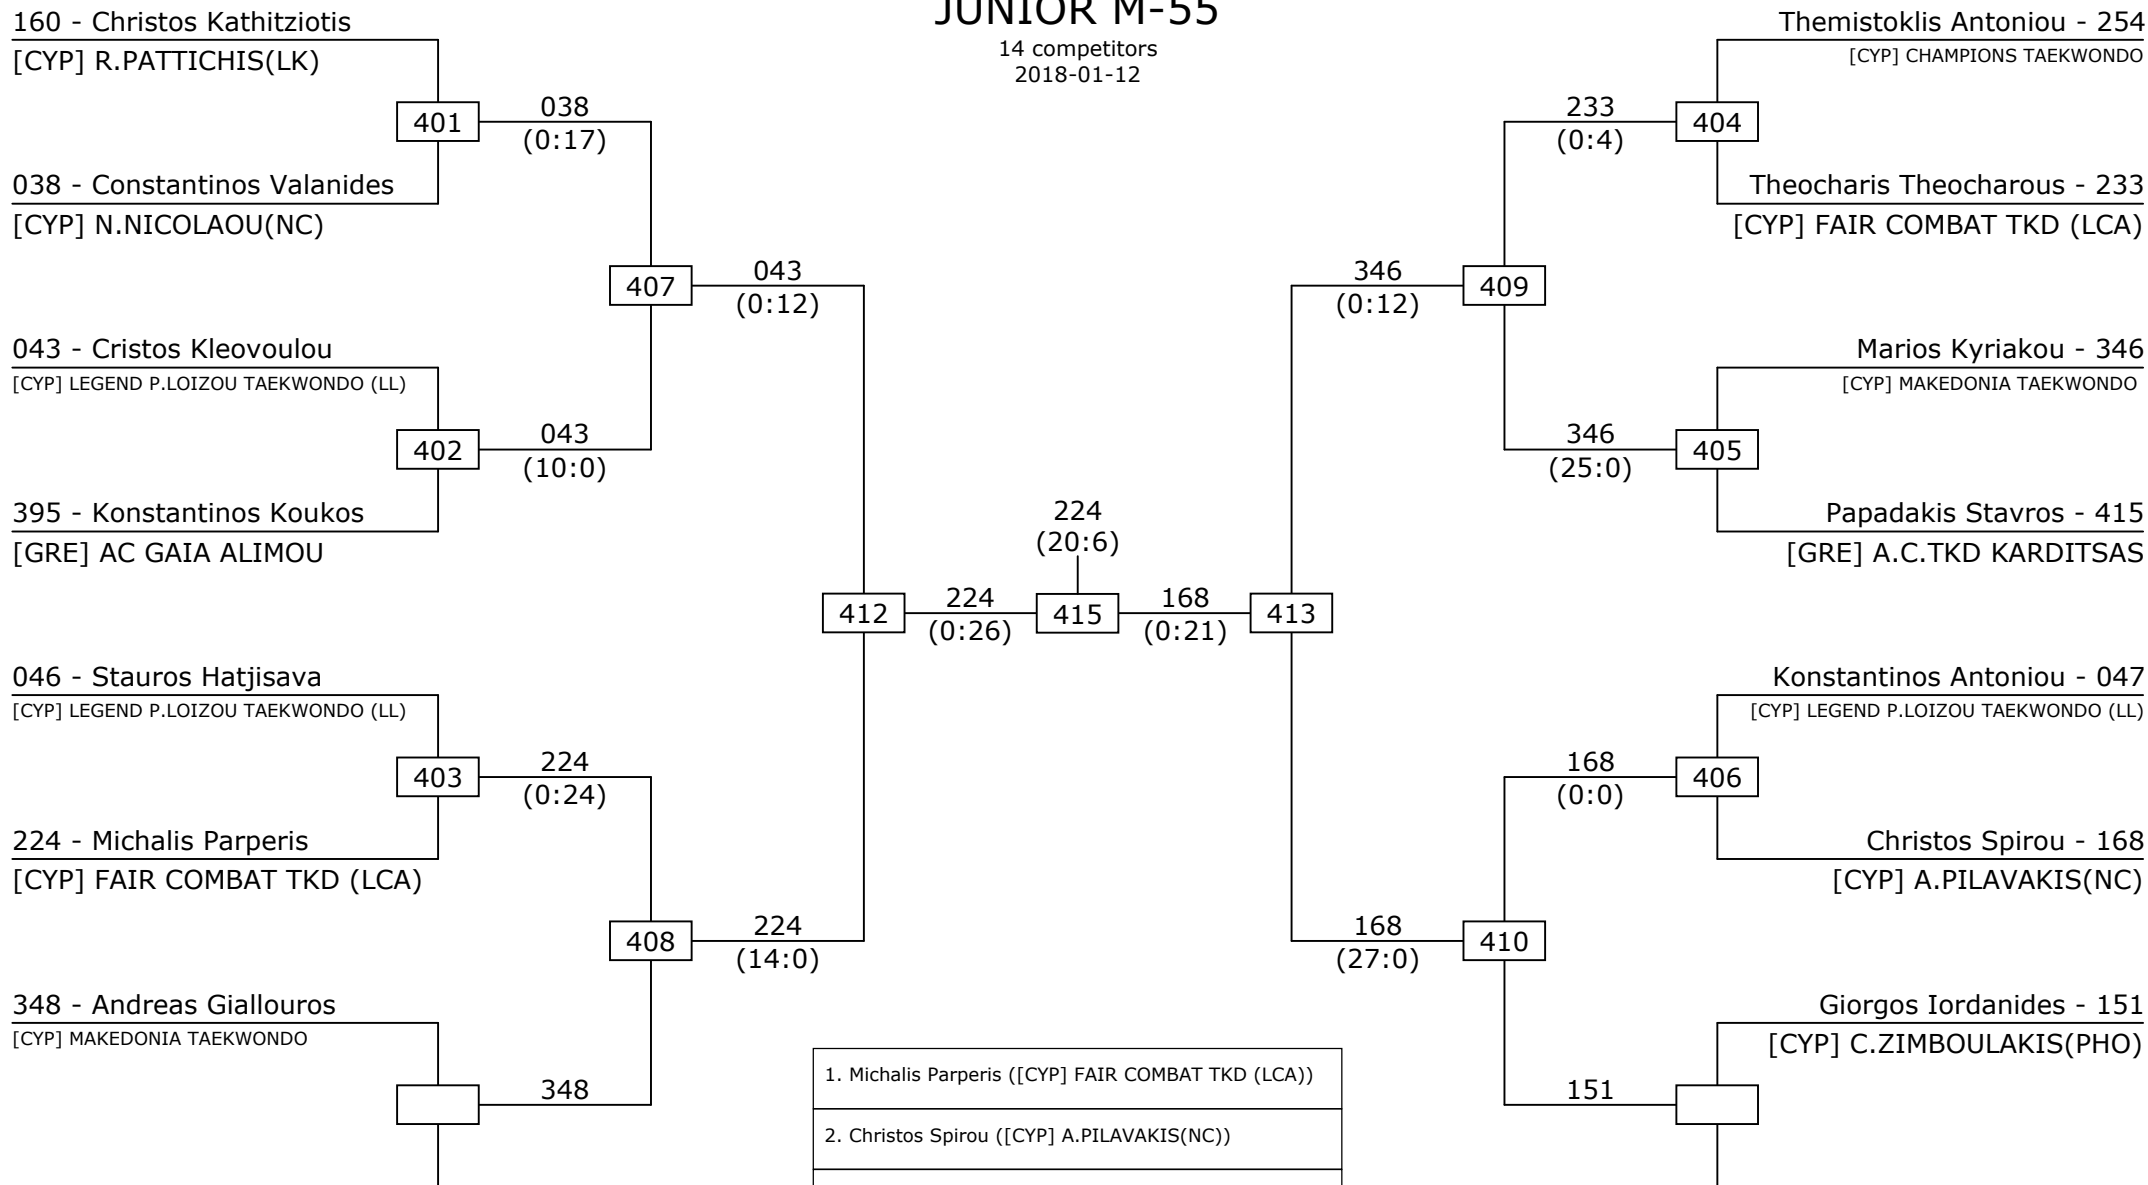 JUNIOR M-55
14 competitors
2018-01-12
160 - Christos Kathitziotis
[CYP] R.PATTICHIS(LK)
401
038
(0:17)
038 - Constantinos Valanides
[CYP] N.NICOLAOU(NC)
407
043
(0:12)
043 - Cristos Kleovoulou
[CYP] LEGEND P.LOIZOU TAEKWONDO (LL)
402
043
(10:0)
395 - Konstantinos Koukos
[GRE] AC GAIA ALIMOU
412
224
(0:26)
046 - Stauros Hatjisava
[CYP] LEGEND P.LOIZOU TAEKWONDO (LL)
403
224
(0:24)
224 - Michalis Parperis
[CYP] FAIR COMBAT TKD (LCA)
408
224
(14:0)
348 - Andreas Giallouros
[CYP] MAKEDONIA TAEKWONDO
348
224
(20:6)
415
Themistoklis Antoniou - 254
[CYP] CHAMPIONS TAEKWONDO
233
(0:4)
404
Theocharis Theocharous - 233
[CYP] FAIR COMBAT TKD (LCA)
346
(0:12)
409
Marios Kyriakou - 346
[CYP] MAKEDONIA TAEKWONDO
346
(25:0)
405
Papadakis Stavros - 415
[GRE] A.C.TKD KARDITSAS
168
(0:21)
413
Konstantinos Antoniou - 047
[CYP] LEGEND P.LOIZOU TAEKWONDO (LL)
168
(0:0)
406
Christos Spirou - 168
[CYP] A.PILAVAKIS(NC)
168
(27:0)
410
Giorgos Iordanides - 151
[CYP] C.ZIMBOULAKIS(PHO)
151
1. Michalis Parperis ([CYP] FAIR COMBAT TKD (LCA))
2. Christos Spirou ([CYP] A.PILAVAKIS(NC))